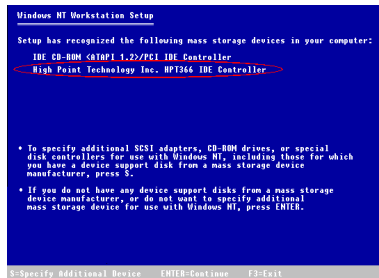 Windows NT Workstation Setup
Setup has recognized the following mass storage devices in your computer:
IDE CD-ROM (ATAPI 1.2)/PCI IDE Controller
High Point Technology Inc. HPT366 IDE Controller
• To specify additional SCSI adapters, CD-ROM drives, or special
disk controllers for use with Windows NT, including those for which
you have a device support disk from a mass storage device
manufacturer, press S.
• If you do not have any device support disks from a mass storage
device manufacturer, or do not want to specify additional
mass storage device for use with Windows NT, press ENTER.
S=Specify Additional Device ENTER=Continue F3=Exit